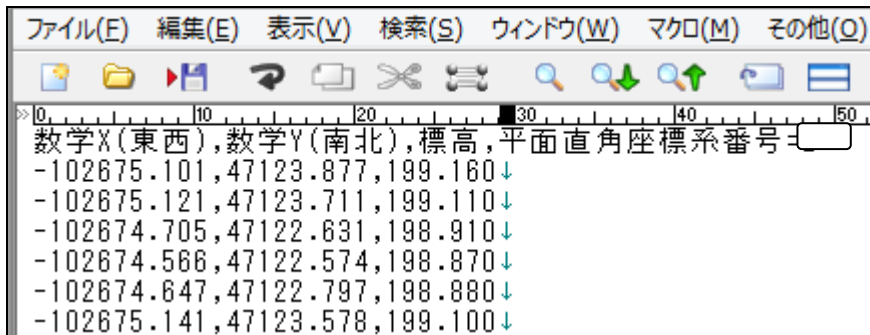 ファイル(F) 編集(E) 表示(V) 検索(S) ウィンドウ(W) マクロ(M) その他(O)
0 10 20 30 40 50
数学X(東西),数学Y(南北),標高,平面直角座標系番号=
-102675.101,47123.877,199.160↓
-102675.121,47123.711,199.110↓
-102674.705,47122.631,198.910↓
-102674.566,47122.574,198.870↓
-102674.647,47122.797,198.880↓
-102675.141,47123.578,199.100↓